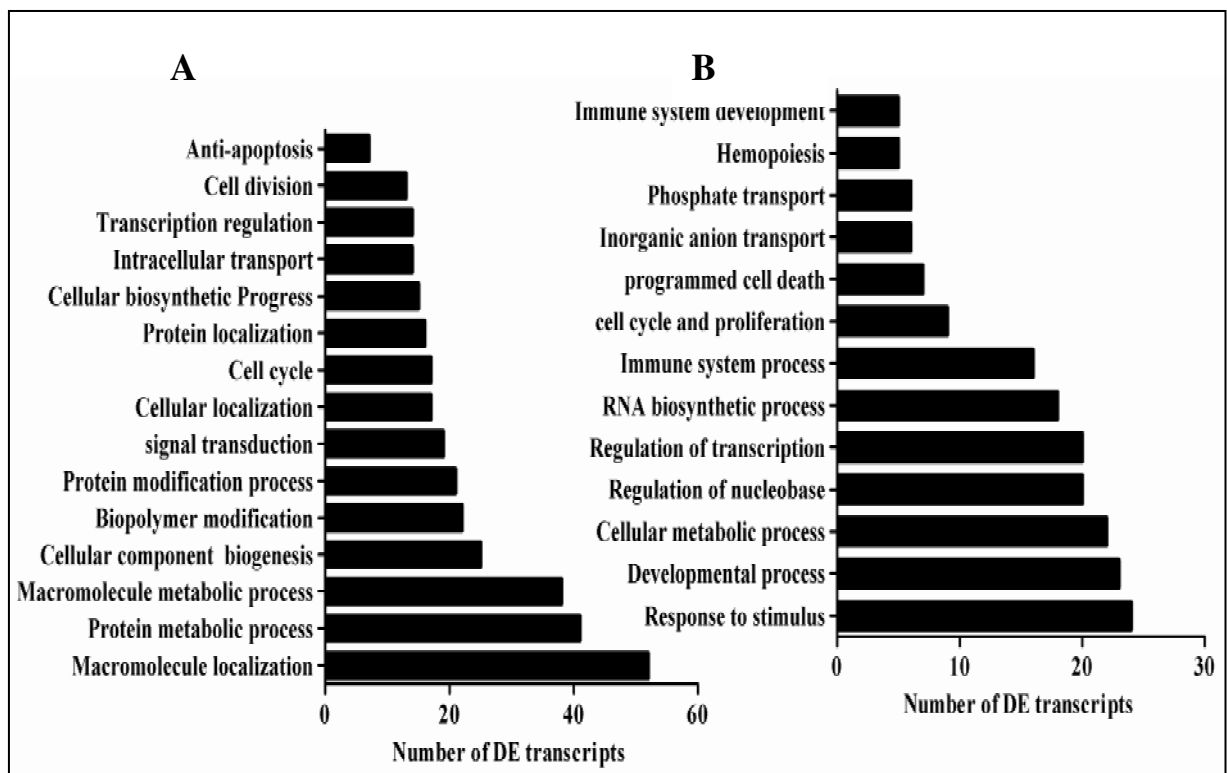 A
Anti-apoptosis
Cell division
Transcription regulation
Intracellular transport
Cellular biosynthetic Progress
Protein localization
Cell cycle
Cellular localization
signal transduction
Protein modification process
Biopolymer modification
Cellular component biogenesis
Macromolecule metabolic process
Protein metabolic process
Macromolecule localization
0 20 40 60
Number of DE transcripts
B
Immune system development
Hemopoiesis
Phosphate transport
Inorganic anion transport
programmed cell death
cell cycle and proliferation
Immune system process
RNA biosynthetic process
Regulation of transcription
Regulation of nucleobase
Cellular metabolic process
Developmental process
Response to stimulus
0 10 20 30
Number of DE transcripts